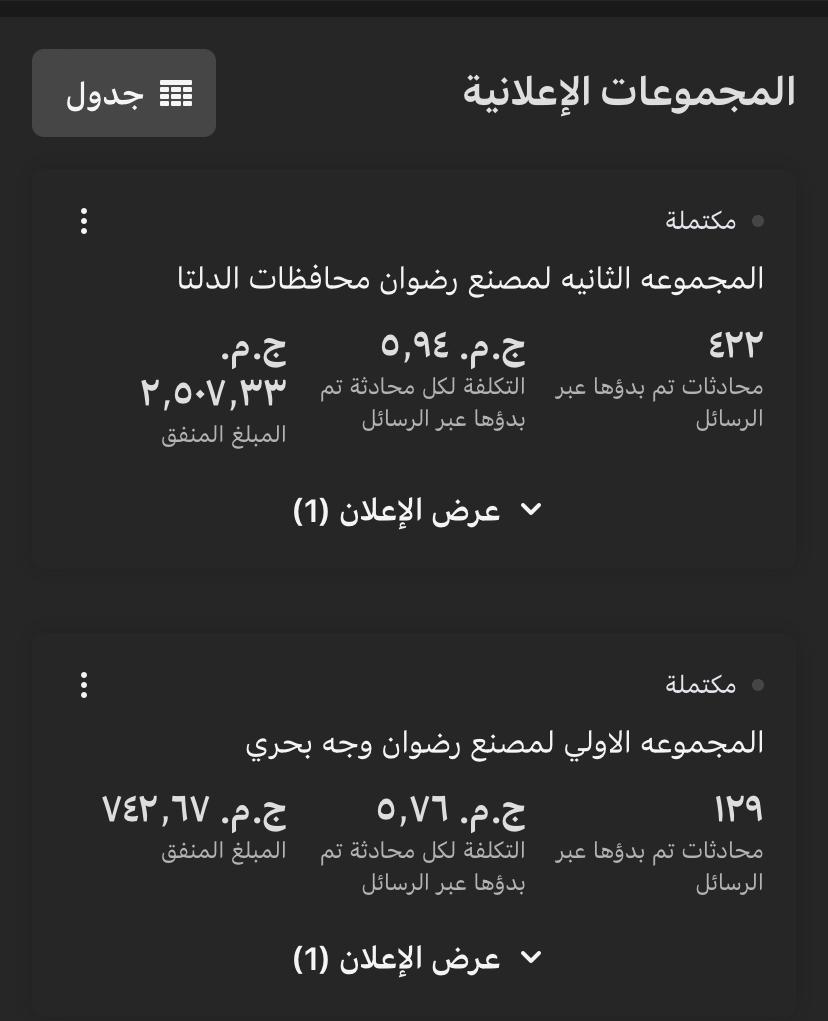 المجموعات الإعلانية
جدول
مكتملة
المجموعه الثانيه لمصنع رضوان محافظات الدلتا
٤٢٢
محادثات تم بدؤها عبر
الرسائل
ج.م. ٥,٩٤
التكلفة لكل محادثة تم
بدؤها عبر الرسائل
ج.م.
٢,٥٠٧,٣٣
المبلغ المنفق
عرض الإعلان (1)
مكتملة
المجموعه الاولي لمصنع رضوان وجه بحري
١٢٩
محادثات تم بدؤها عبر
الرسائل
ج.م. ٥,٧٦
التكلفة لكل محادثة تم
بدؤها عبر الرسائل
ج.م. ٧٤٢,٦٧
المبلغ المنفق
عرض الإعلان (1)